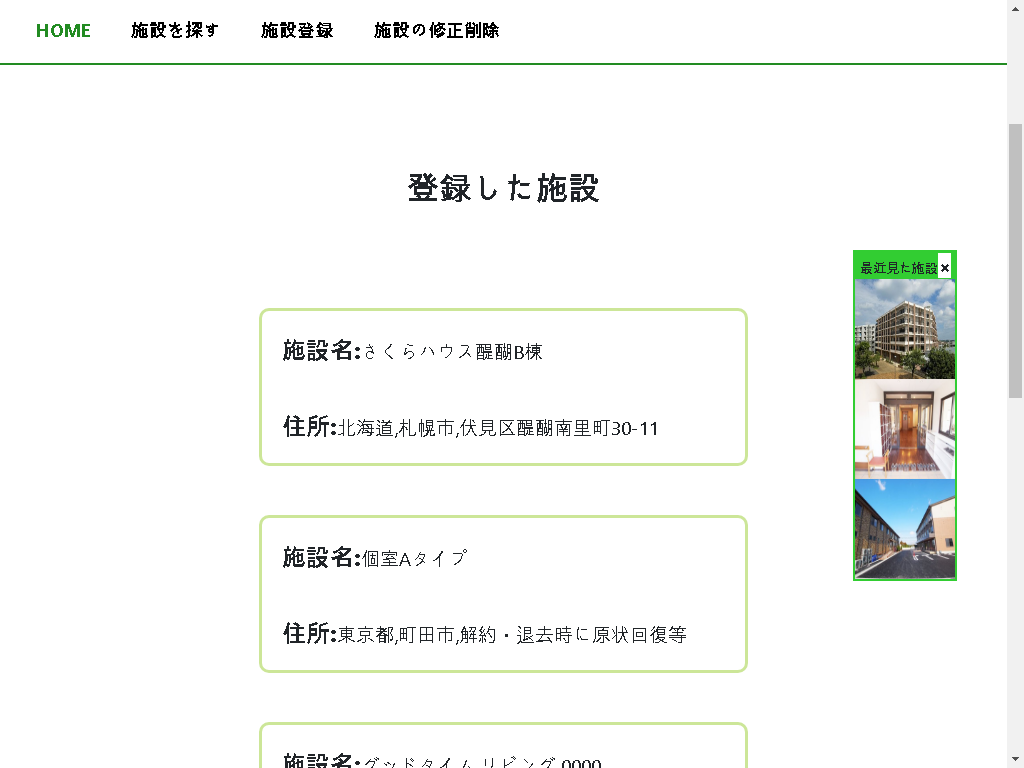 HOME 施設を探す 施設登録 施設の修正削除
登録した施設
最近見た施設×
施設名:さくらハウス醍醐B棟
住所:北海道,札幌市,伏見区醍醐南里町30-11
施設名:個室Aタイプ
住所:東京都,町田市,解約・退去時に原状回復等
施設名:グッドタイム リビング 0000